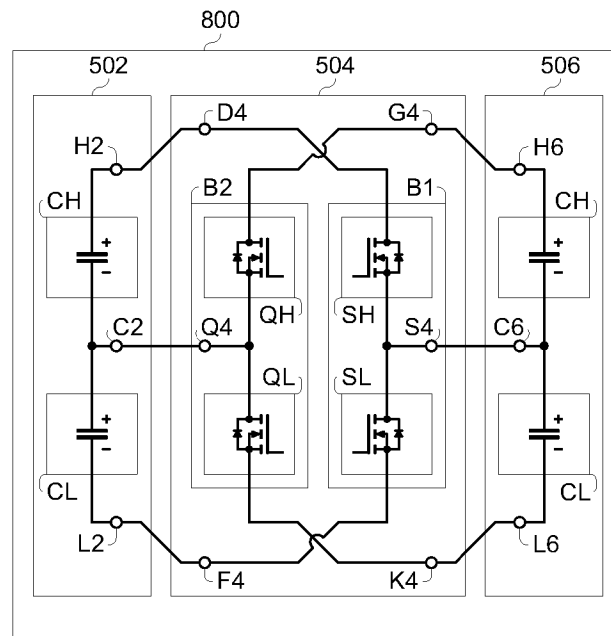 800
502 504 506
D4 G4
H2 H6
B2 B1
CH CH
+ + 
- -
QH SH
C2 Q4 S4 C6
QL SL
+ +
- -
CL CL
L2 L6
F4 K4